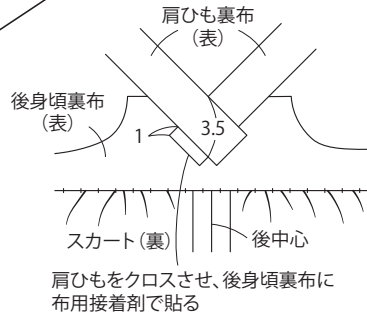 肩ひも裏布
(表)
後身頃裏布
(表)
1
3.5
スカート(裏)
後中心
肩ひもをクロスさせ、後身頃裏布に
布用接着剤で貼る